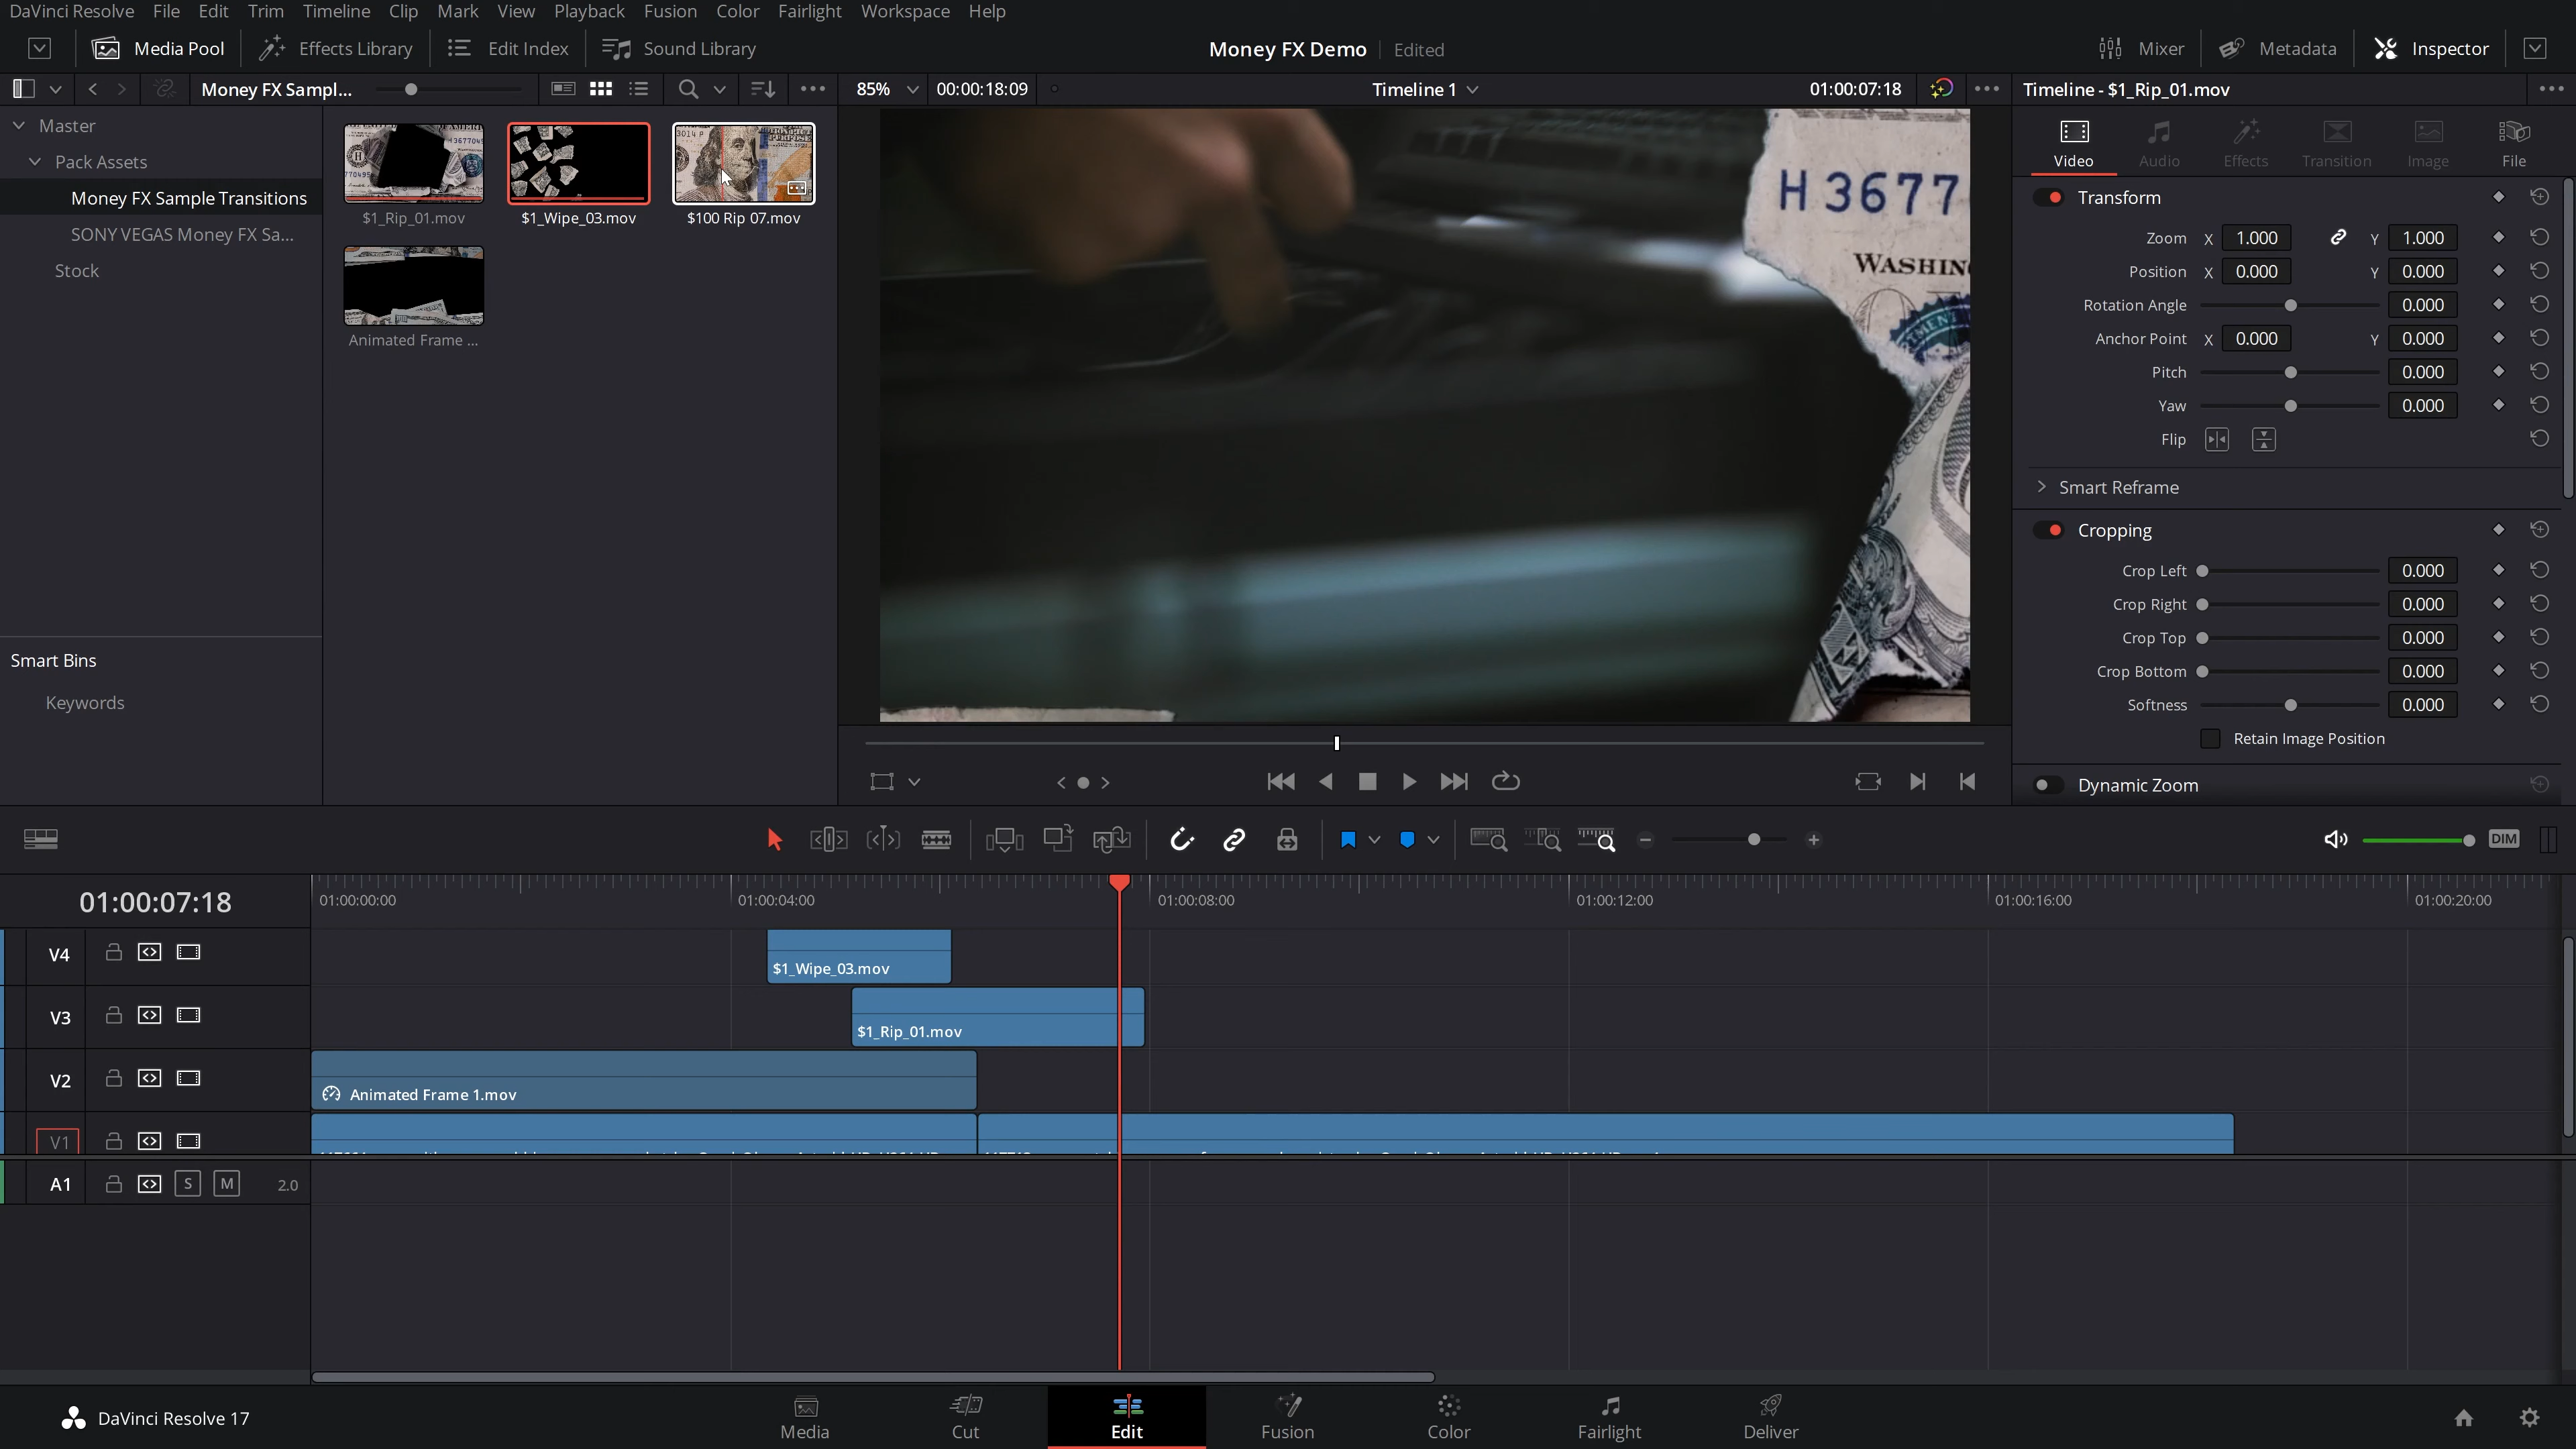 DaVinci Resolve File Edit Trim Timeline Clip Mark View Playback Fusion Color Fairlight Workspace Help
Media Pool Effects Library Edit Index Sound Library Money FX Demo Edited Mixer Metadata Inspector
Money FX Sampl... 85% 00:00:18:09 Timeline 1 01:00:07:18 Timeline - $1_Rip_01.mov
Master
Pack Assets
Money FX Sample Transitions
SONY VEGAS Money FX Sa...
Stock
Smart Bins
Keywords
$1_Rip_01.mov $1_Wipe_03.mov $100 Rip 07.mov
Animated Frame ...
H 3677
WASHIN
Video Audio Effects Transition Image File
Transform
Zoom X 1.000 Y 1.000
Position X 0.000 Y 0.000
Rotation Angle 0.000
Anchor Point X 0.000 Y 0.000
Pitch 0.000
Yaw 0.000
Flip
Smart Reframe
Cropping
Crop Left 0.000
Crop Right 0.000
Crop Top 0.000
Crop Bottom 0.000
Softness 0.000
Retain Image Position
Dynamic Zoom
DIM
01:00:07:18 01:00:00:00 01:00:04:00 01:00:08:00 01:00:12:00 01:00:16:00 01:00:20:00
V4 $1_Wipe_03.mov
V3 $1_Rip_01.mov
V2 Animated Frame 1.mov
V1
A1 S M 2.0
DaVinci Resolve 17 Media Cut Edit Fusion Color Fairlight Deliver